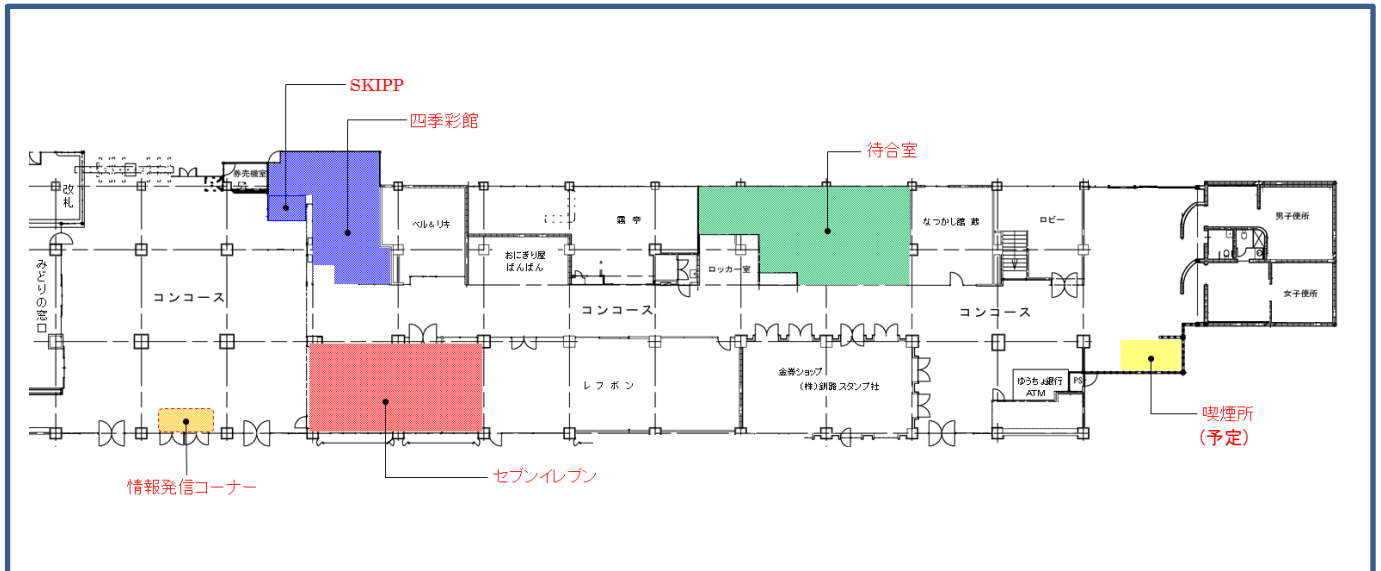 SKIPP
四季彩館
待合室
券売機室
改札
ベル&リキ
霧亭
なつかし館 蔵
ロビー
男子便所
おにぎり屋
ばんばん
ロッカー室
みどりの窓口
コンコース
コンコース
コンコース
女子便所
レフボン
金券ショップ
(株)釧路スタンプ社
ゆうちょ銀行
ATM
PS
喫煙所
(予定)
セブンイレブン
情報発信コーナー